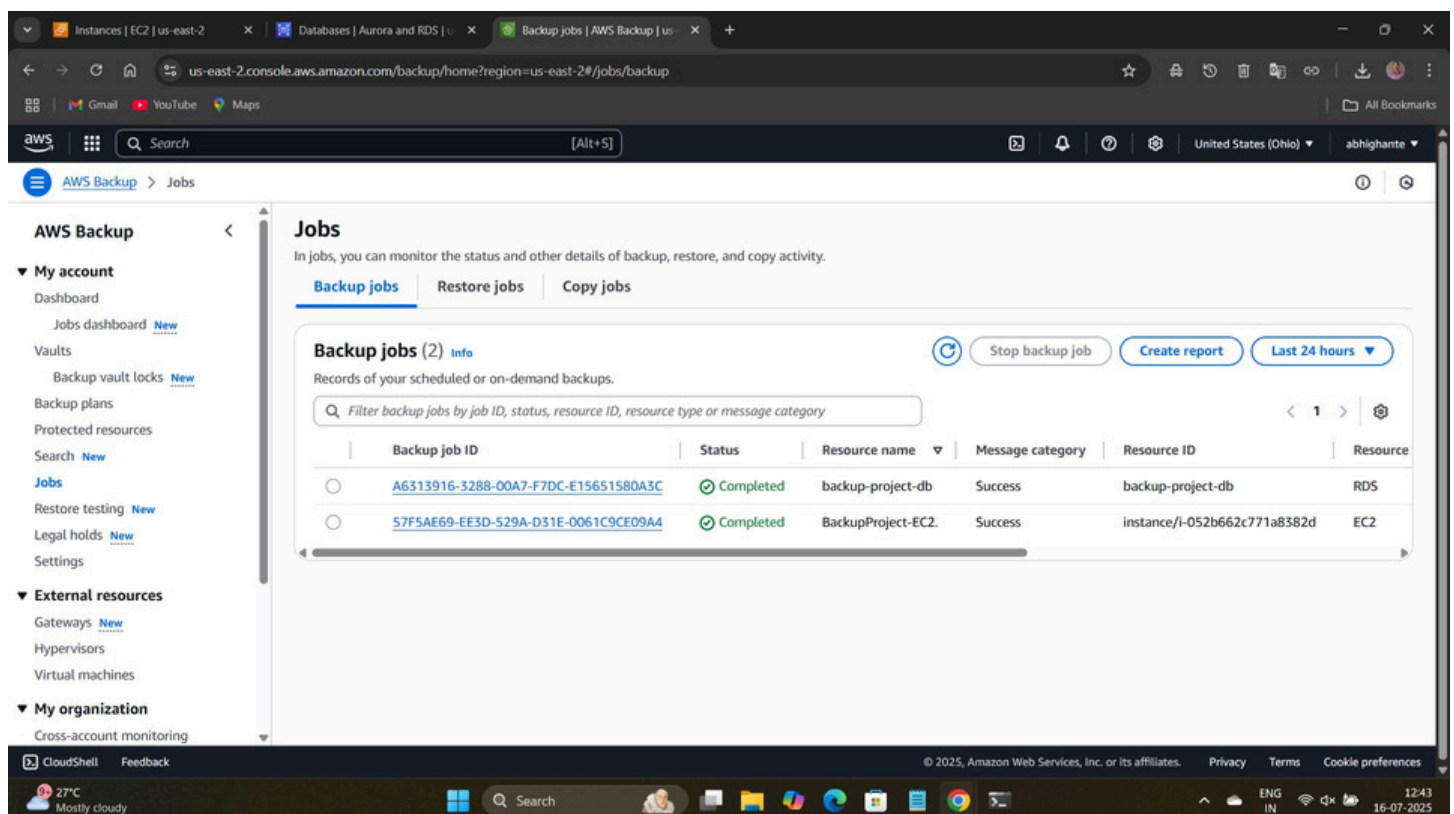 Instances | EC2 | us-east-2
Databases | Aurora and RDS | u
Backup jobs | AWS Backup | us-
us-east-2.console.aws.amazon.com/backup/home?region=us-east-2#/jobs/backup
Gmail YouTube Maps All Bookmarks
aws Search [Alt+S] United States (Ohio) ▼ abhighante ▼
AWS Backup > Jobs
AWS Backup
▼ My account
Dashboard
Jobs dashboard New
Vaults
Backup vault locks New
Backup plans
Protected resources
Search New
Jobs
Restore testing New
Legal holds New
Settings
▼ External resources
Gateways New
Hypervisors
Virtual machines
▼ My organization
Cross-account monitoring
Jobs
In jobs, you can monitor the status and other details of backup, restore, and copy activity.
Backup jobs Restore jobs Copy jobs
Backup jobs (2) Info Stop backup job Create report Last 24 hours ▼
Records of your scheduled or on-demand backups.
Filter backup jobs by job ID, status, resource ID, resource type or message category < 1 >
Backup job ID Status Resource name Message category Resource ID Resource
A6313916-3288-00A7-F7DC-E15651580A3C Completed backup-project-db Success backup-project-db RDS
57F5AE69-EE3D-529A-D31E-0061C9CE09A4 Completed BackupProject-EC2. Success instance/i-052b662c771a8382d EC2
CloudShell Feedback © 2025, Amazon Web Services, Inc. or its affiliates. Privacy Terms Cookie preferences
9+ 27°C Search ENG 12:43
Mostly cloudy IN 16-07-2025